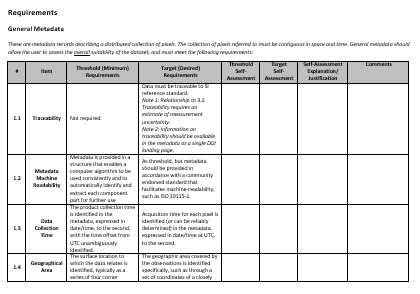 Requirements
General Metadata
These are metadata records describing a distributed collection of pixels. The collection of pixels referred to must be contiguous in space and time. General metadata should
allow the user to assess the overall suitability of the dataset, and must meet the following requirements:
# Item Threshold (Minimum) Requirements Target (Desired) Requirements Threshold Self-Assessment Target Self-Assessment Self-Assessment Explanation/ Justification Comments
1.1
Traceability
Not required.
Data must be traceable to SI
reference standard.
Note 1: Relationship to 3.2.
Traceability requires an
estimate of measurement
uncertainty.
Note 2: Information on
traceability should be available
in the metadata as a single DOI
landing page.
1.2
Metadata
Machine
Readability
Metadata is provided in a
structure that enables a
computer algorithm to be
used consistently and to
automatically identify and
extract each component
part for further use
As threshold, but metadata
should be provided in
accordance with a community
endorsed standard that
facilitates machine-readability,
such as ISO 19115-2.
1.3
Data
Collection
Time
The product collection time
is identified in the
metadata, expressed in
date/time, to the second,
with the time offset from
UTC unambiguously
identified.
Acquisition time for each pixel is
identified (or can be reliably
determined) in the metadata,
expressed in date/time at UTC,
to the second.
1.4
Geographical
Area
The surface location to
which the data relates is
identified, typically as a
series of four corner
The geographic area covered by
the observations is identified
specifically, such as through a
set of coordinates of a closely